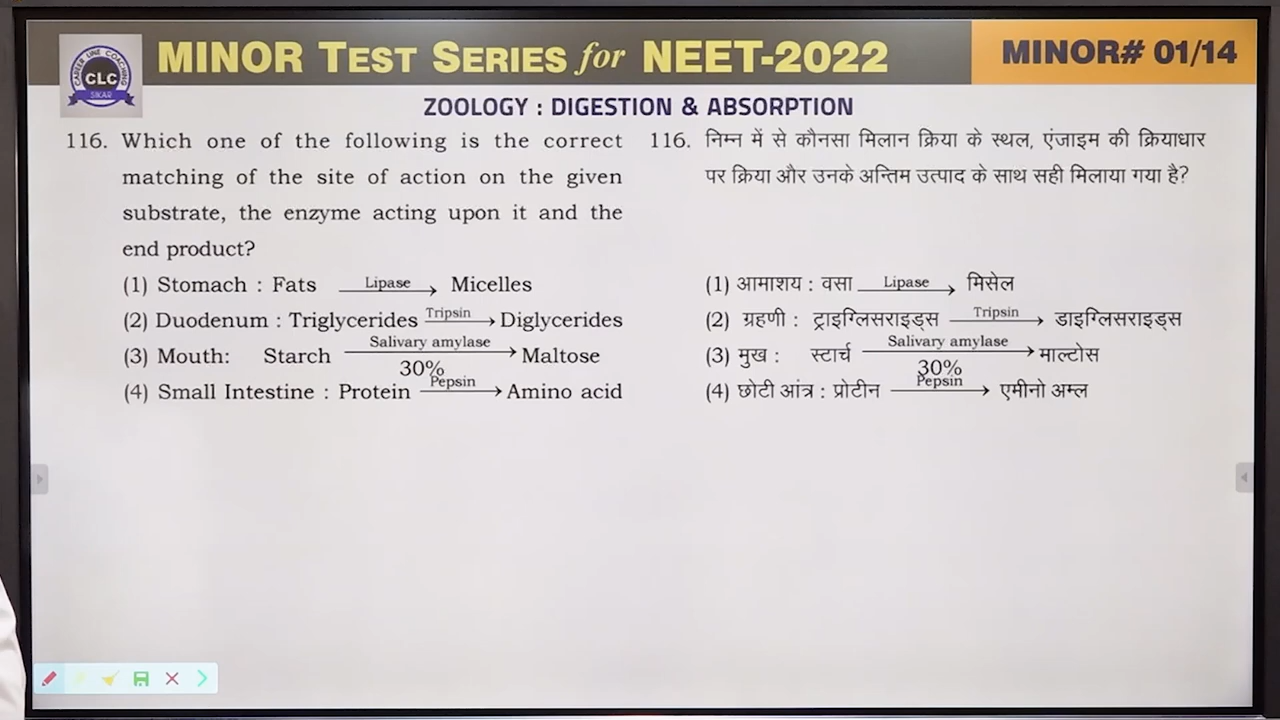 MINOR TEST SERIES for NEET-2022
MINOR# 01/14
CAREER LINE COACHING
CLC
SIKAR
ZOOLOGY : DIGESTION & ABSORPTION
116. Which one of the following is the correct
matching of the site of action on the given
substrate, the enzyme acting upon it and the
end product?
(1) Stomach : Fats Lipase Micelles
(2) Duodenum : Triglycerides Tripsin Diglycerides
(3) Mouth: Starch Salivary amylase 30% Maltose
(4) Small Intestine : Protein Pepsin Amino acid
116. निम्न में से कौनसा मिलान क्रिया के स्थल, एंजाइम की क्रियाधार
पर क्रिया और उनके अन्तिम उत्पाद के साथ सही मिलाया गया है?
(1) आमाशय : वसा Lipase मिसेल
(2) ग्रहणी : ट्राइग्लिसराइड्स Tripsin डाइग्लिसराइड्स
(3) मुख : स्टार्च Salivary amylase 30% माल्टोस
(4) छोटी आंत्र : प्रोटीन Pepsin एमीनो अम्ल